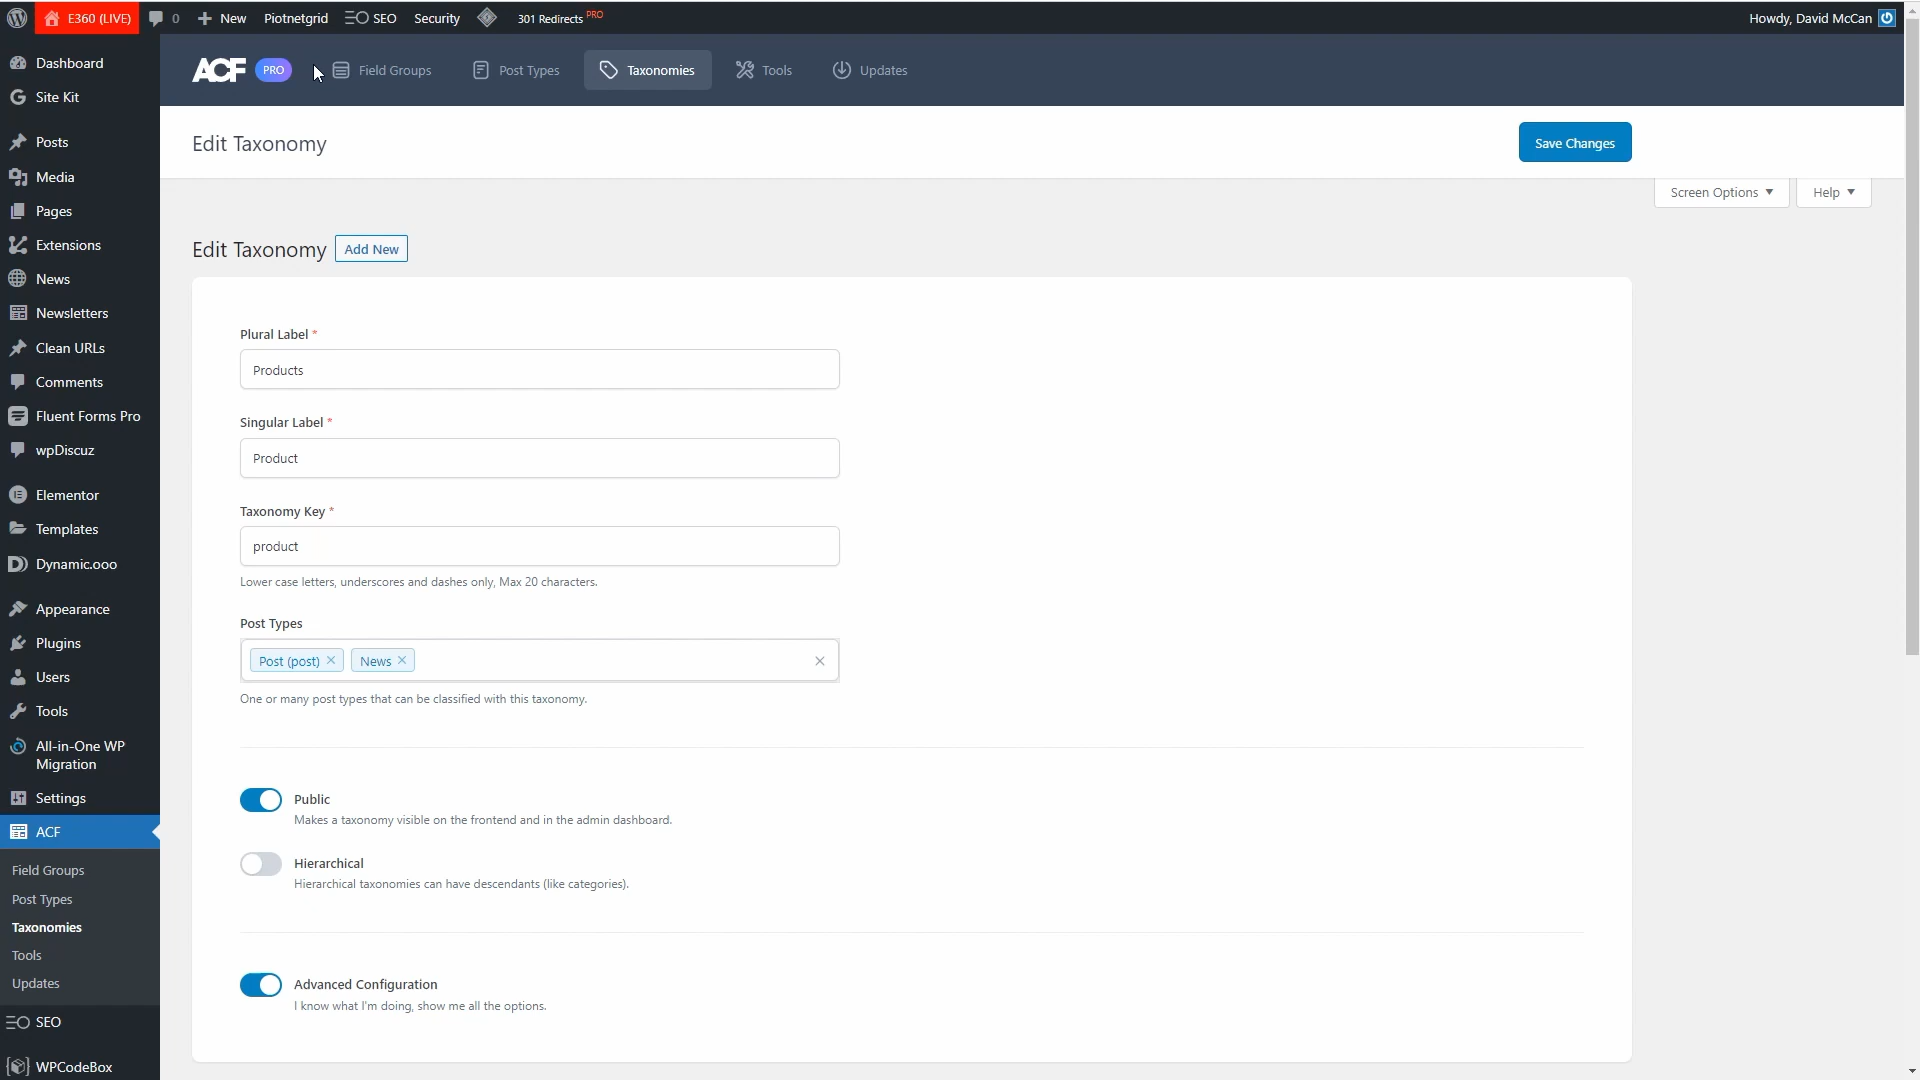 E360 (LIVE)
0
New
Piotnetgrid
SEO
Security
301 Redirects PRO
Howdy, David McCan
Dashboard
Site Kit
Posts
Media
Pages
Extensions
News
Newsletters
Clean URLs
Comments
Fluent Forms Pro
wpDiscuz
Elementor
Templates
Dynamic.ooo
Appearance
Plugins
Users
Tools
All-in-One WP
Migration
Settings
ACF
Field Groups
Post Types
Taxonomies
Tools
Updates
SEO
WPCodeBox
ACF PRO
Field Groups
Post Types
Taxonomies
Tools
Updates
Edit Taxonomy
Save Changes
Screen Options
Help
Edit Taxonomy
Add New
Plural Label *
Products
Singular Label *
Product
Taxonomy Key *
product
Lower case letters, underscores and dashes only, Max 20 characters.
Post Types
Post (post) × News ×
One or many post types that can be classified with this taxonomy.
Public
Makes a taxonomy visible on the frontend and in the admin dashboard.
Hierarchical
Hierarchical taxonomies can have descendants (like categories).
Advanced Configuration
I know what I'm doing, show me all the options.